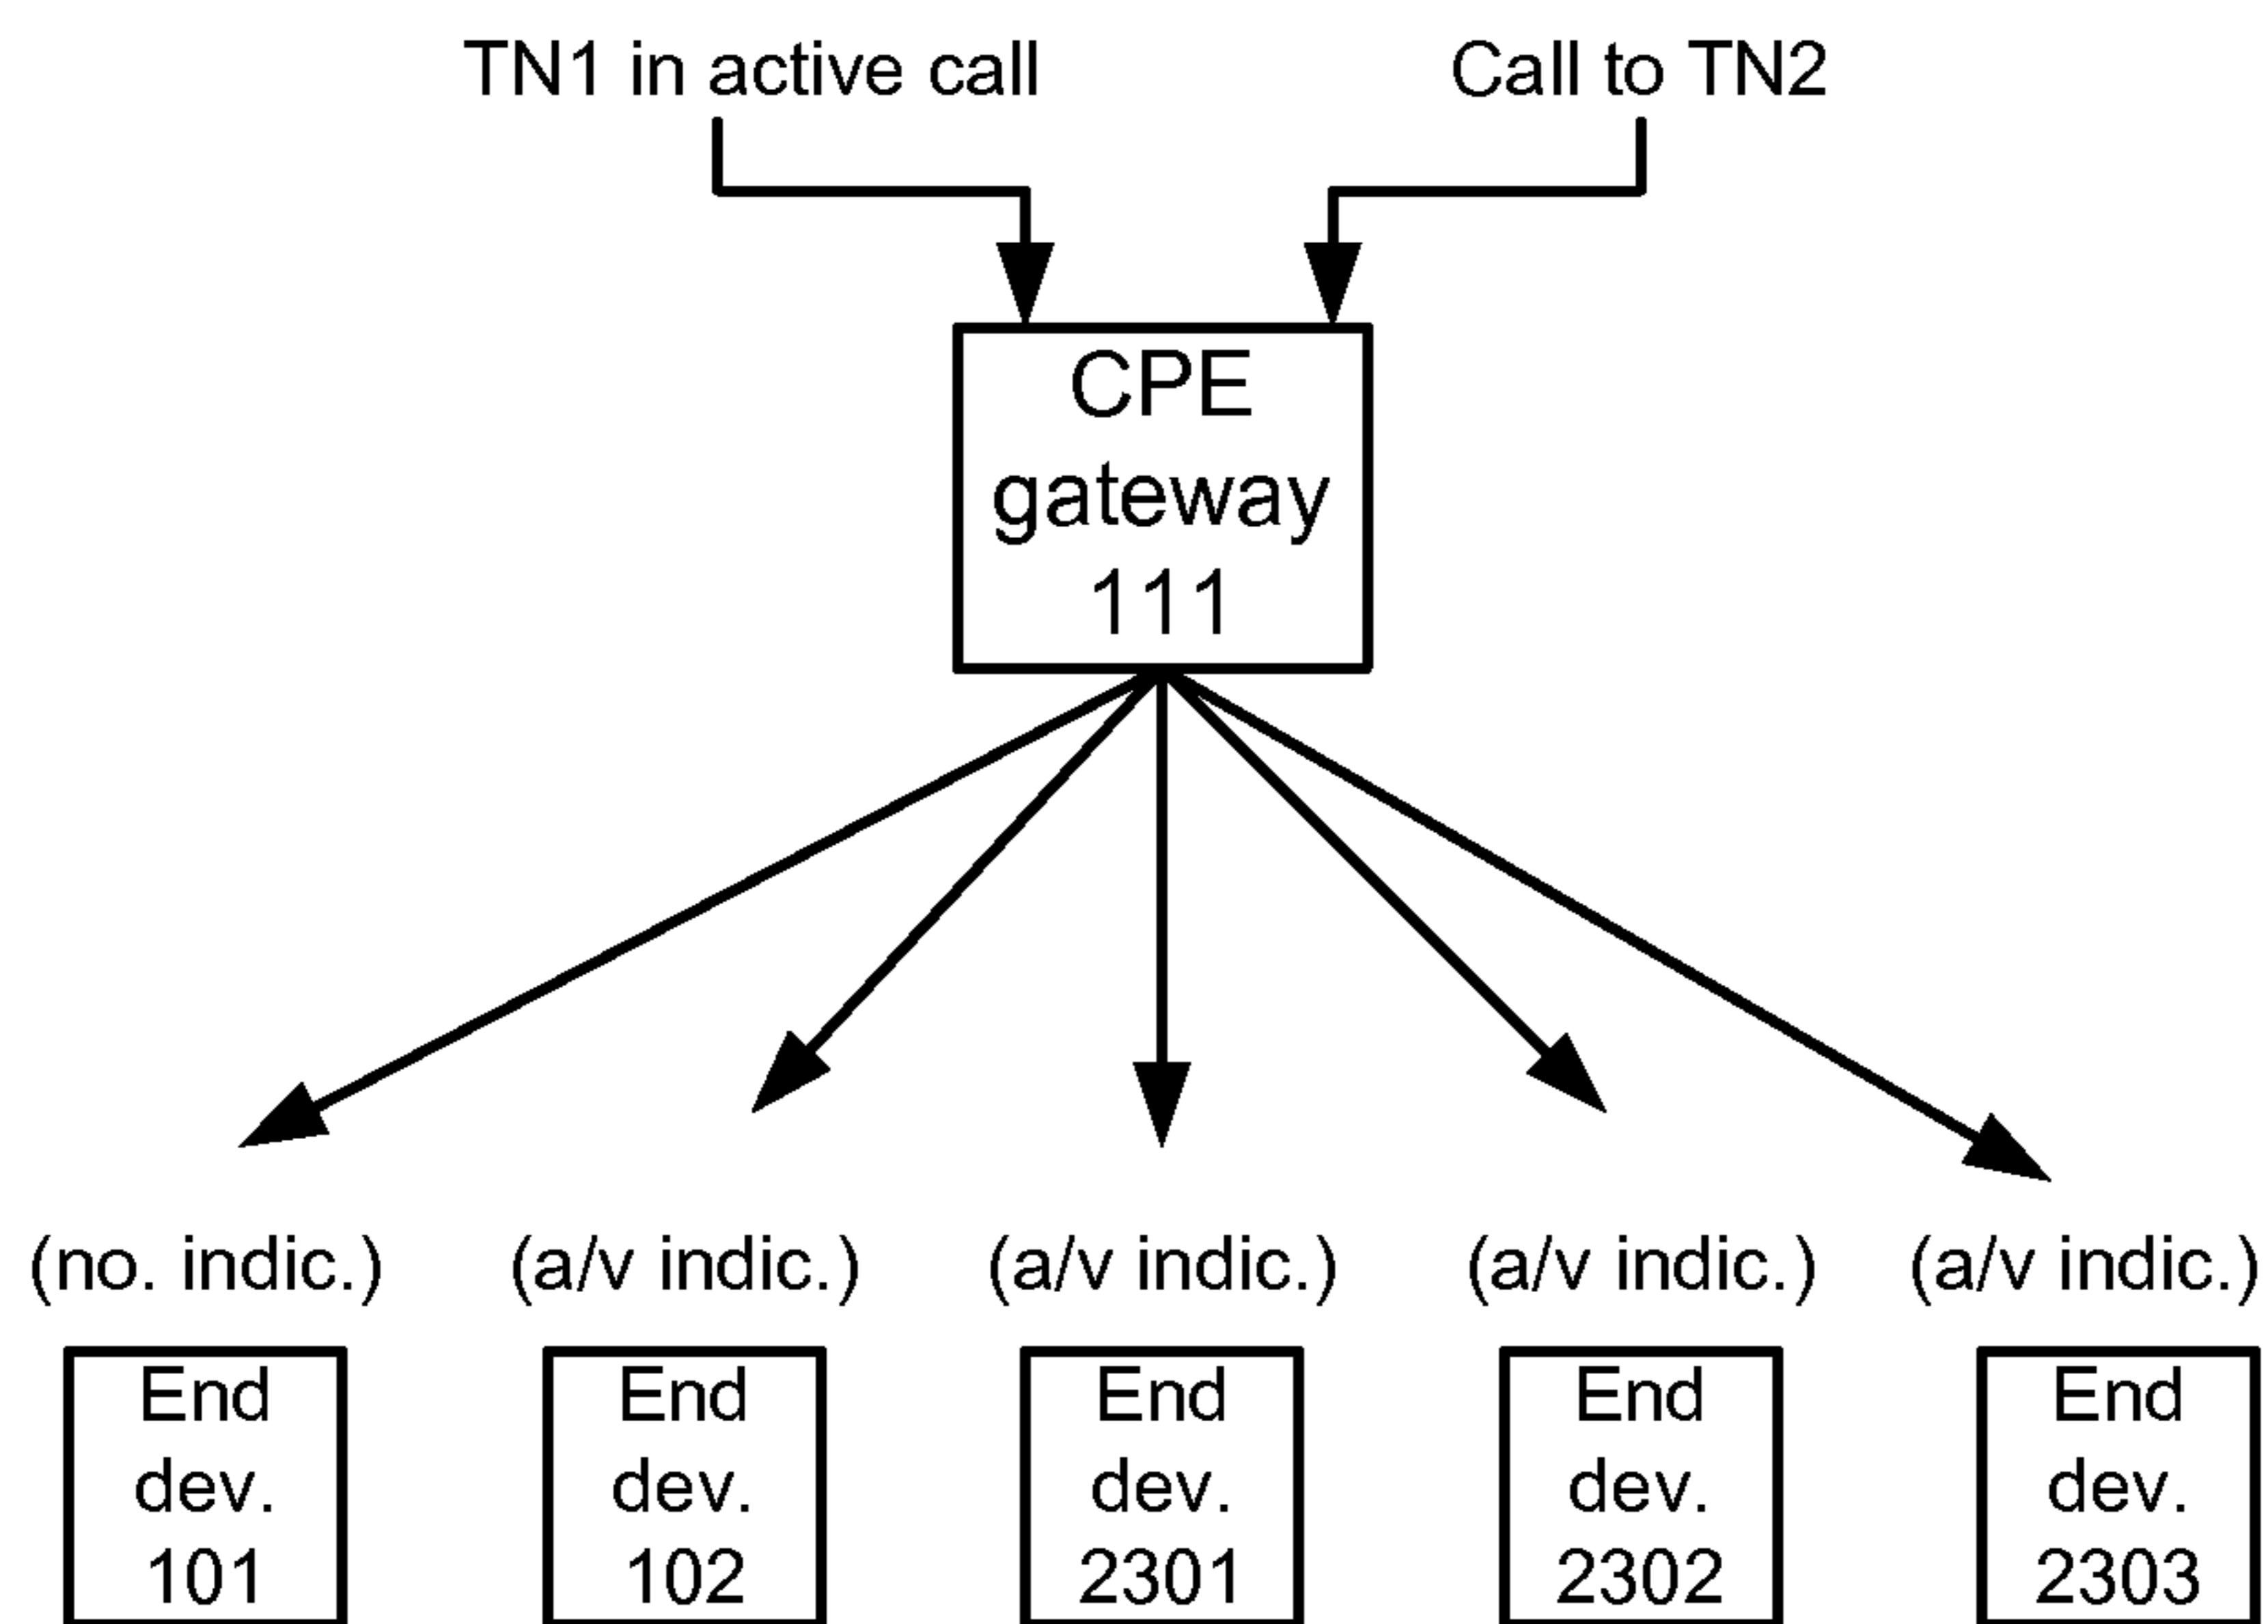 TN1 in active call
Call to TN2
CPE
gateway
111
(no. indic.)
(a/v indic.)
(a/v indic.)
(a/v indic.)
(a/v indic.)
End
dev.
101
End
dev.
102
End
dev.
2301
End
dev.
2302
End
dev.
2303